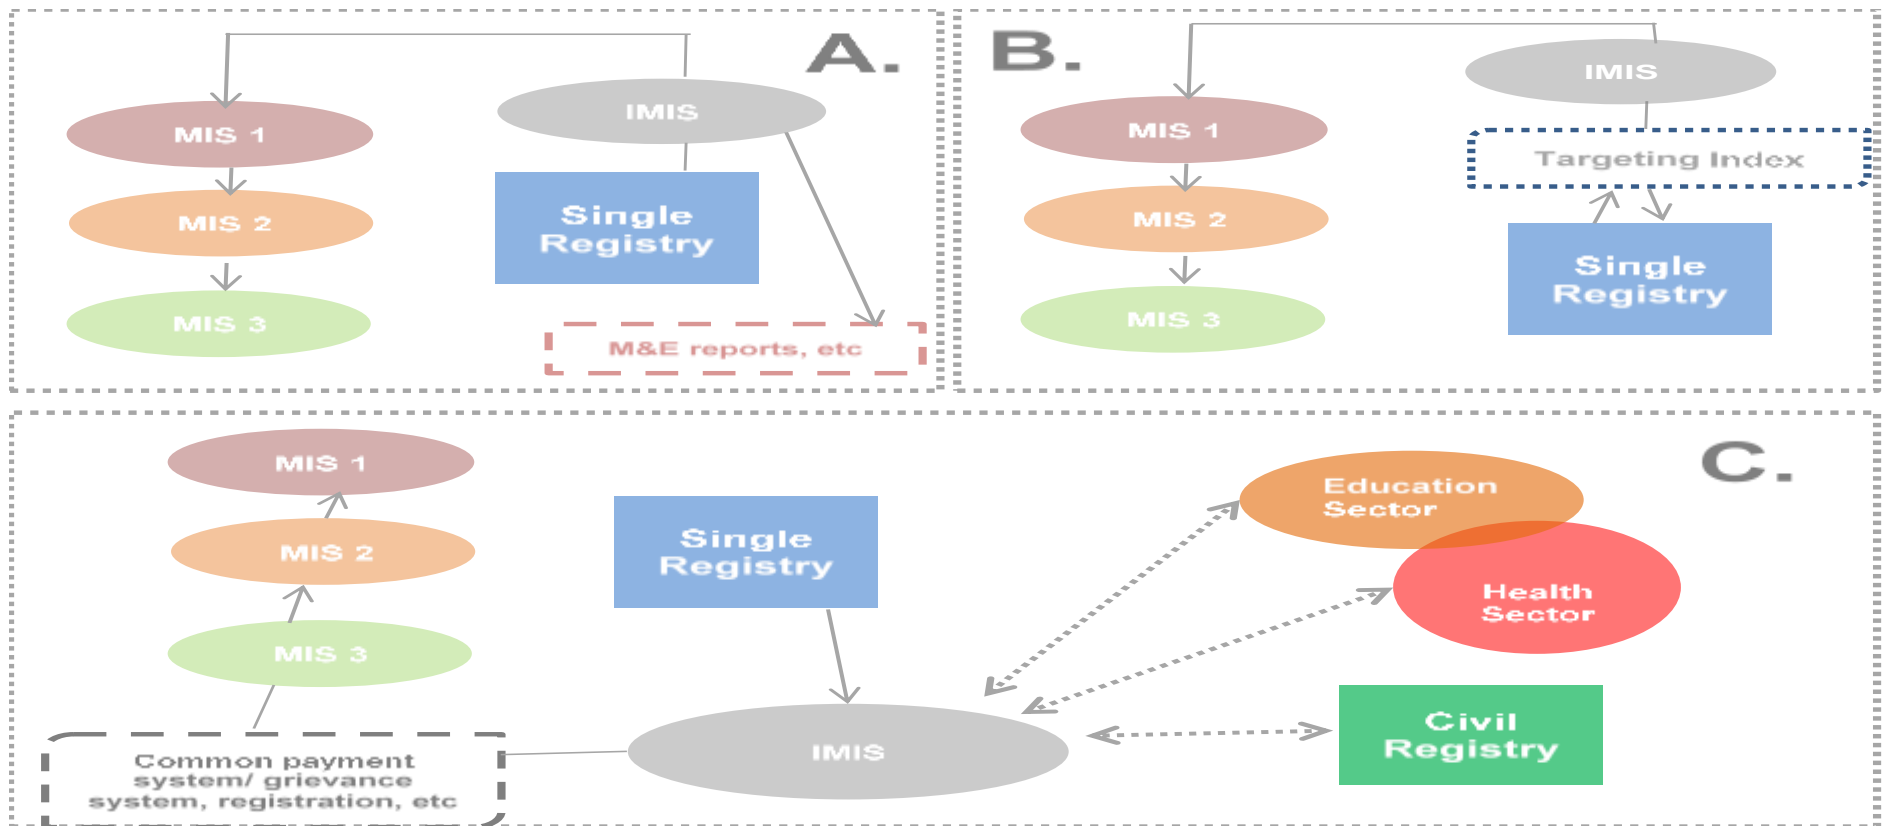 A.
MIS 1
IMIS
MIS 2
Single
Registry
MIS 3
M&E reports, etc
B.
IMIS
MIS 1
Targeting Index
MIS 2
Single
Registry
MIS 3
C.
MIS 1
MIS 2
MIS 3
Single
Registry
Education
Sector
Health
Sector
Civil
Registry
IMIS
Common payment
system/ grievance
system, registration, etc